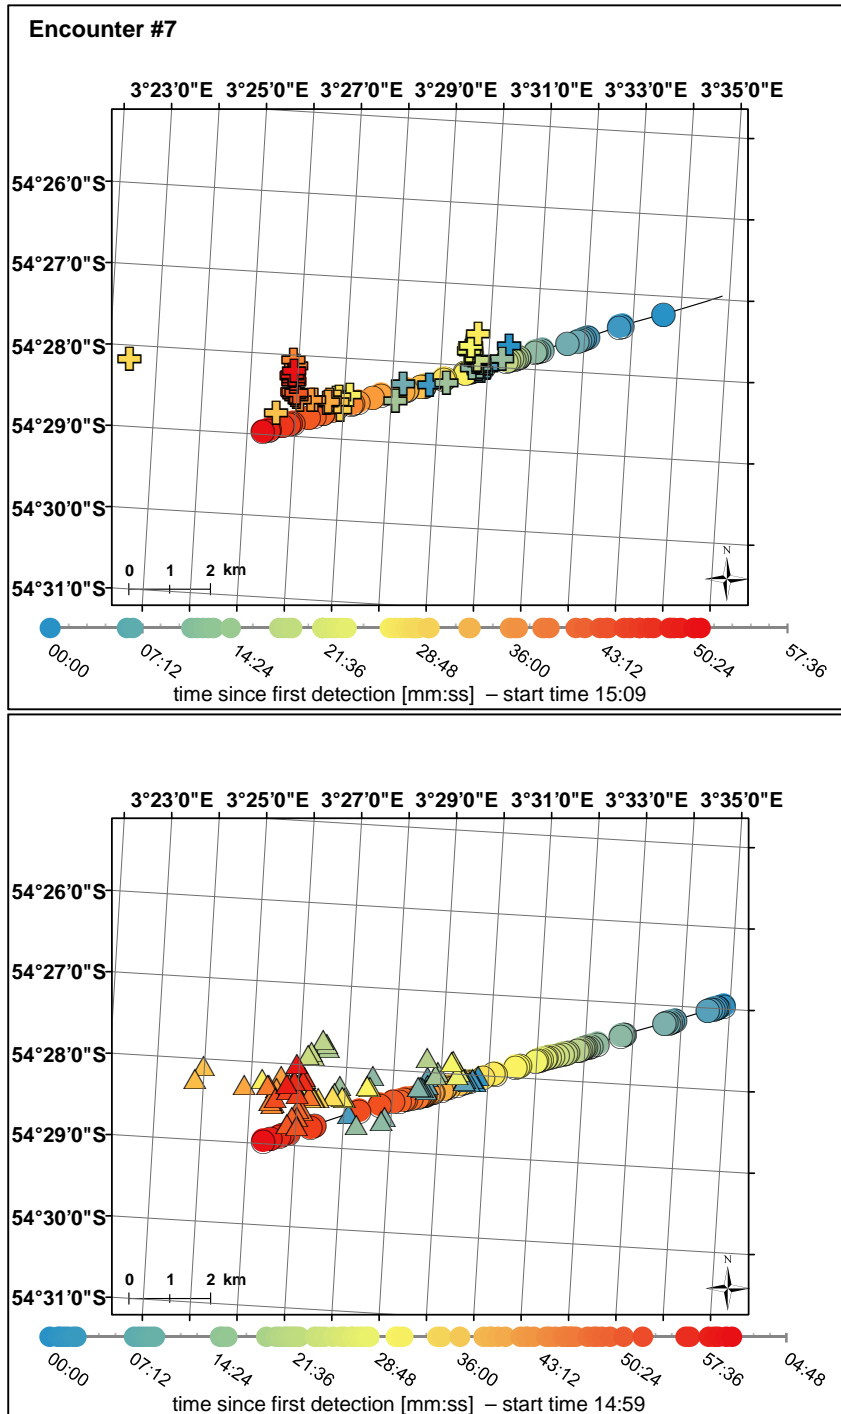 Encounter #7
3°23'0"E 3°25'0"E 3°27'0"E 3°29'0"E 3°31'0"E 3°33'0"E 3°35'0"E
54°26'0"S
54°27'0"S
54°28'0"S
54°29'0"S
54°30'0"S
54°31'0"S
0 1 2 km
N
00:00 07:12 14:24 21:36 28:48 36:00 43:12 50:24 57:36
time since first detection [mm:ss] – start time 15:09
3°23'0"E 3°25'0"E 3°27'0"E 3°29'0"E 3°31'0"E 3°33'0"E 3°35'0"E
54°26'0"S
54°27'0"S
54°28'0"S
54°29'0"S
54°30'0"S
54°31'0"S
0 1 2 km
N
00:00 07:12 14:24 21:36 28:48 36:00 43:12 50:24 57:36 04:48
time since first detection [mm:ss] – start time 14:59